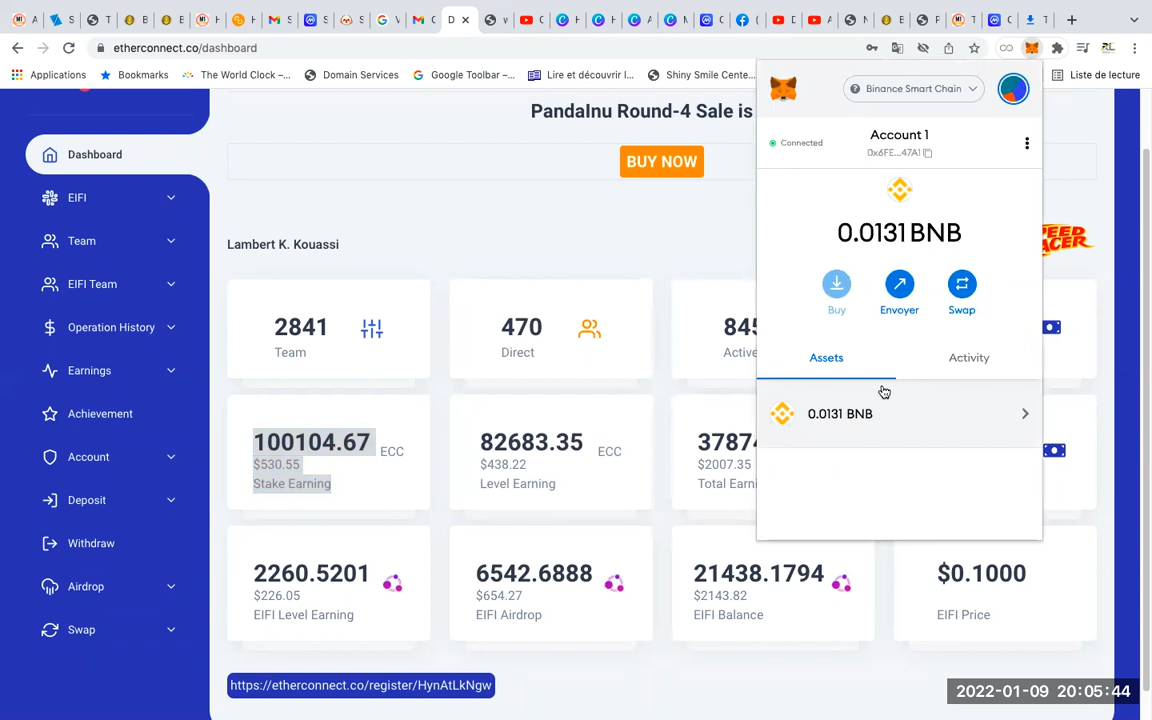 etherconnect.co/dashboard
Applications
Bookmarks
The World Clock –...
Domain Services
Google Toolbar –...
Lire et découvrir l'...
Shiny Smile Cente...
Liste de lecture
PandaInu Round-4 Sale is
BUY NOW
Dashboard
EIFI
Team
EIFI Team
Operation History
Earnings
Achievement
Account
Deposit
Withdraw
Airdrop
Swap
Lambert K. Kouassi
2841
Team
470
Direct
845
Active
100104.67 ECC
$530.55
Stake Earning
82683.35 ECC
$438.22
Level Earning
37874
$2007.35
Total Earn
2260.5201
$226.05
EIFI Level Earning
6542.6888
$654.27
EIFI Airdrop
21438.1794
$2143.82
EIFI Balance
$0.1000
EIFI Price
https://etherconnect.co/register/HynAtLkNgw
Binance Smart Chain
Connected
Account 1
0x6FE...47A1
0.0131 BNB
Buy
Envoyer
Swap
Assets
Activity
0.0131 BNB
2022-01-09 20:05:44